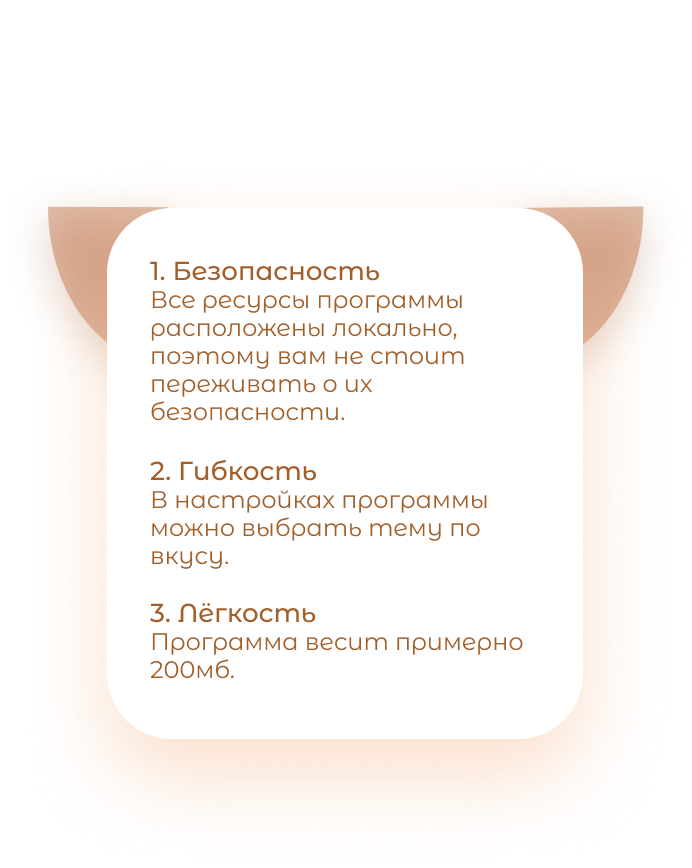 1. Безопасность
Все ресурсы программы
расположены локально,
поэтому вам не стоит
переживать о их
безопасности.
2. Гибкость
В настройках программы
можно выбрать тему по
вкусу.
3. Лёгкость
Программа весит примерно
200мб.